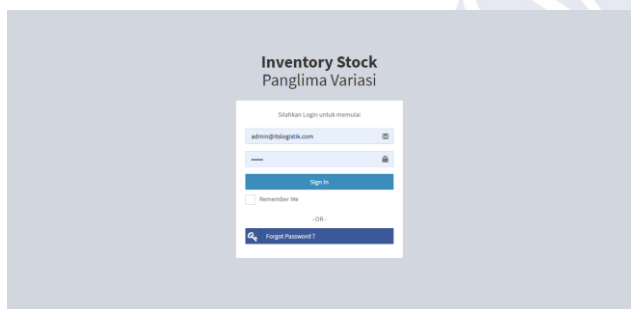 Inventory Stock
Panglima Variasi
Silahkan Login untuk memulai
admin@itslogistik.com
Sign In
Remember Me
- OR -
Forgot Password ?